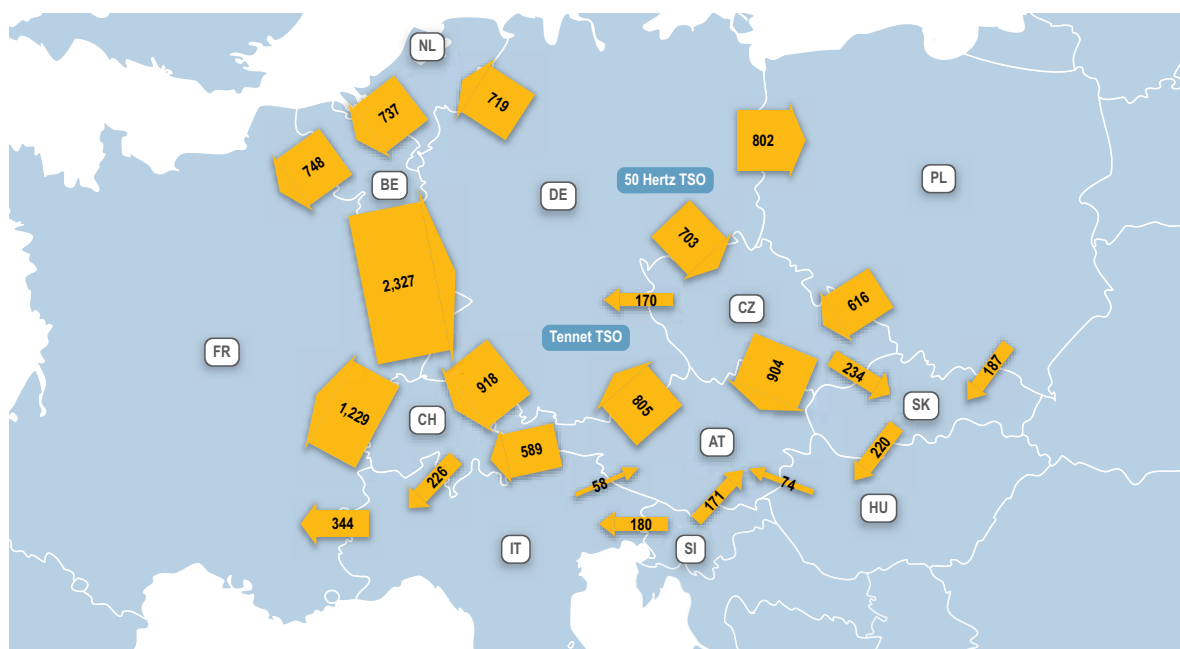 NL
737
719
748
802
BE
50 Hertz TSO
PL
DE
703
2,327
170
CZ
616
Tennet TSO
FR
904
234
187
918
1,229
805
SK
CH
AT
220
589
226
58
171
74
HU
344
180
IT
SI